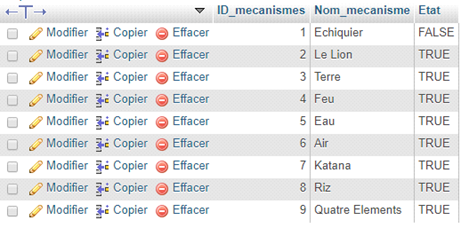 ←T→ ID_mecanismes Nom_mecanisme Etat
Modifier Copier Effacer 1 Echiquier FALSE
Modifier Copier Effacer 2 Le Lion TRUE
Modifier Copier Effacer 3 Terre TRUE
Modifier Copier Effacer 4 Feu TRUE
Modifier Copier Effacer 5 Eau TRUE
Modifier Copier Effacer 6 Air TRUE
Modifier Copier Effacer 7 Katana TRUE
Modifier Copier Effacer 8 Riz TRUE
Modifier Copier Effacer 9 Quatre Elements TRUE